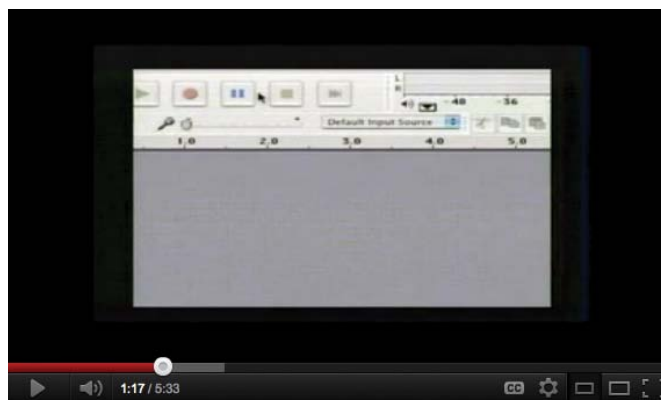 L
R
-48 -36
Default Input Source
1,0 2,0 3,0 4,0 5,0
1:17 / 5:33 CC